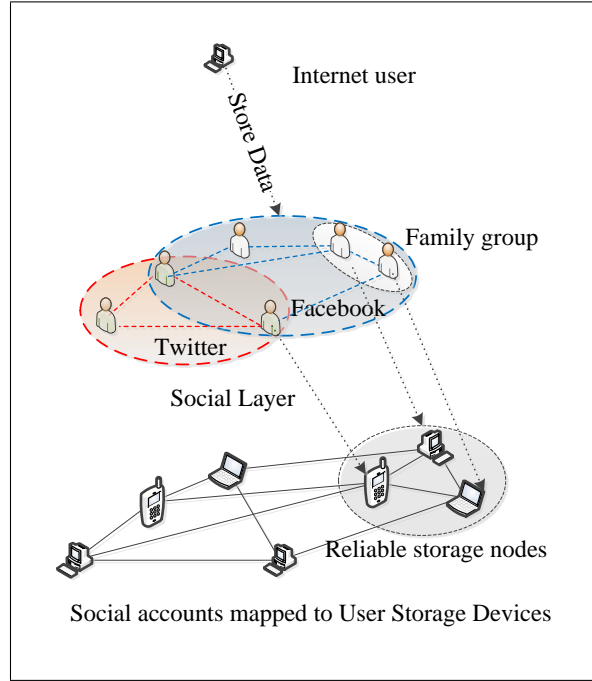 Internet user
Store Data
Family group
Facebook
Twitter
Social Layer
Reliable storage nodes
Social accounts mapped to User Storage Devices